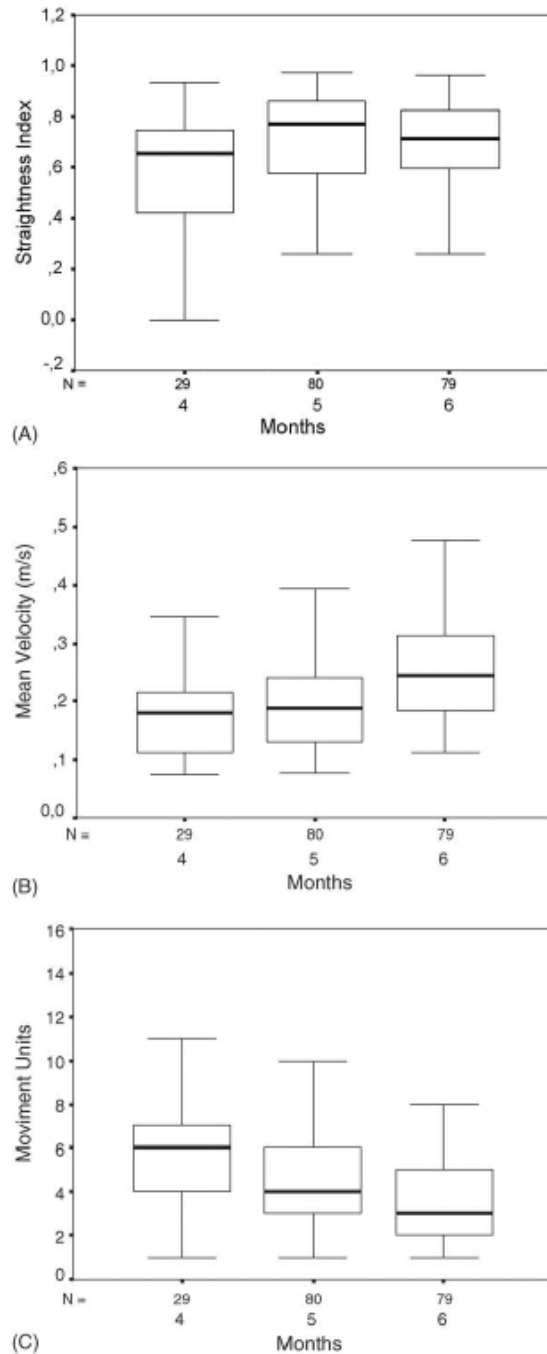 Straightness Index
1,2
1,0
,8
,6
,4
,2
0,0
-,2
N = 29 80 79
4 5 6
Months
(A)
Mean Velocity (m/s)
,6
,5
,4
,3
,2
,1
0,0
N = 29 80 79
4 5 6
Months
(B)
Moviment Units
16
14
12
10
8
6
4
2
0
N = 29 80 79
4 5 6
Months
(C)